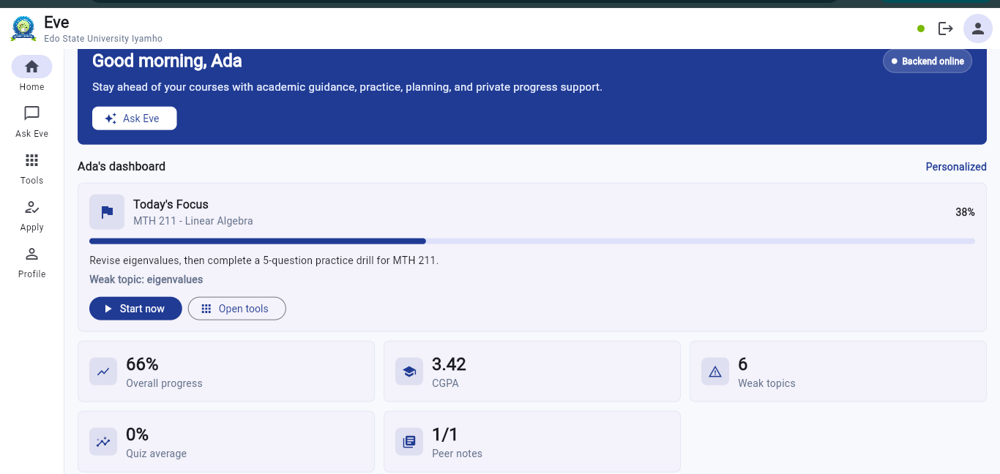 Eve
Edo State University Iyamho
Home
Ask Eve
Tools
Apply
Profile
Good morning, Ada
Backend online
Stay ahead of your courses with academic guidance, practice, planning, and private progress support.
Ask Eve
Ada's dashboard
Personalized
Today's Focus
MTH 211 - Linear Algebra
38%
Revise eigenvalues, then complete a 5-question practice drill for MTH 211.
Weak topic: eigenvalues
Start now
Open tools
66%
Overall progress
3.42
CGPA
6
Weak topics
0%
Quiz average
1/1
Peer notes